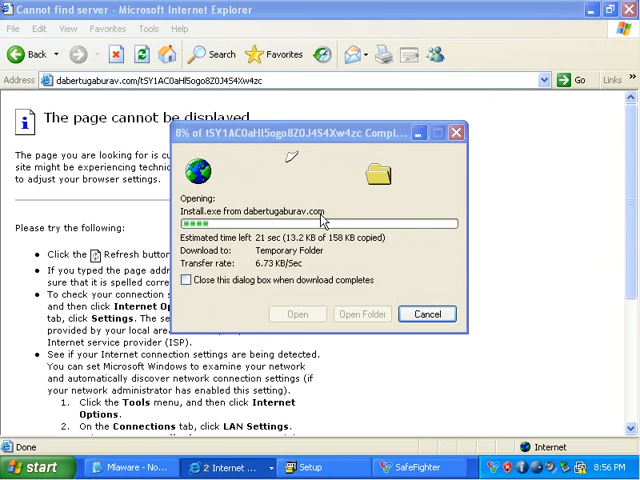 Cannot find server - Microsoft Internet Explorer
File Edit View Favorites Tools Help
Back Search Favorites
Address dabertugaburav.com/tSY1AC0aHl5ogo8Z0J4S4Xw4zc Go Links »
The page cannot be displayed
The page you are looking for is cu
site might be experiencing technic
to adjust your browser settings.
Please try the following:
Click the Refresh button
If you typed the page addr
sure that it is spelled corre
To check your connection s
and then click Internet Op
tab, click Settings. The se
provided by your local are
Internet service provider (ISP).
See if your Internet connection settings are being detected.
You can set Microsoft Windows to examine your network
and automatically discover network connection settings (if
your network administrator has enabled this setting).
1. Click the Tools menu, and then click Internet
Options.
2. On the Connections tab, click LAN Settings.
8% of tSY1AC0aHl5ogo8Z0J4S4Xw4zc Compl...
Opening:
Install.exe from dabertugaburav.com
Estimated time left 21 sec (13.2 KB of 158 KB copied)
Download to: Temporary Folder
Transfer rate: 6.73 KB/Sec
Close this dialog box when download completes
Open Open Folder Cancel
Done Internet
start Mlaware - No... 2 Internet ... Setup SafeFighter 8:56 PM